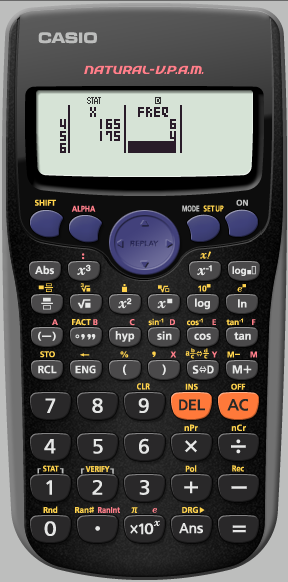 CASIO
NATURAL-V.P.A.M.
STAT D
X FREQ
4 165 6
5 175 4
6
SHIFT ALPHA MODE SETUP ON
REPLAY
: x!
Abs x³ x⁻¹ log■□
³√■ ■√□ 10■ e■
√■ x² x■ log ln
A FACT B C sin⁻¹ D cos⁻¹ E tan⁻¹ F
(−) °,,, hyp sin cos tan
STO ← % , X a b/c⇔d/c Y M− M
RCL ENG ( ) S⇔D M+
CLR INS OFF
7 8 9 DEL AC
nPr nCr
4 5 6 × ÷
STAT VERIFY Pol Rec
1 2 3 + −
Rnd Ran# RanInt π e DRG▶
0 • ×10ˣ Ans =